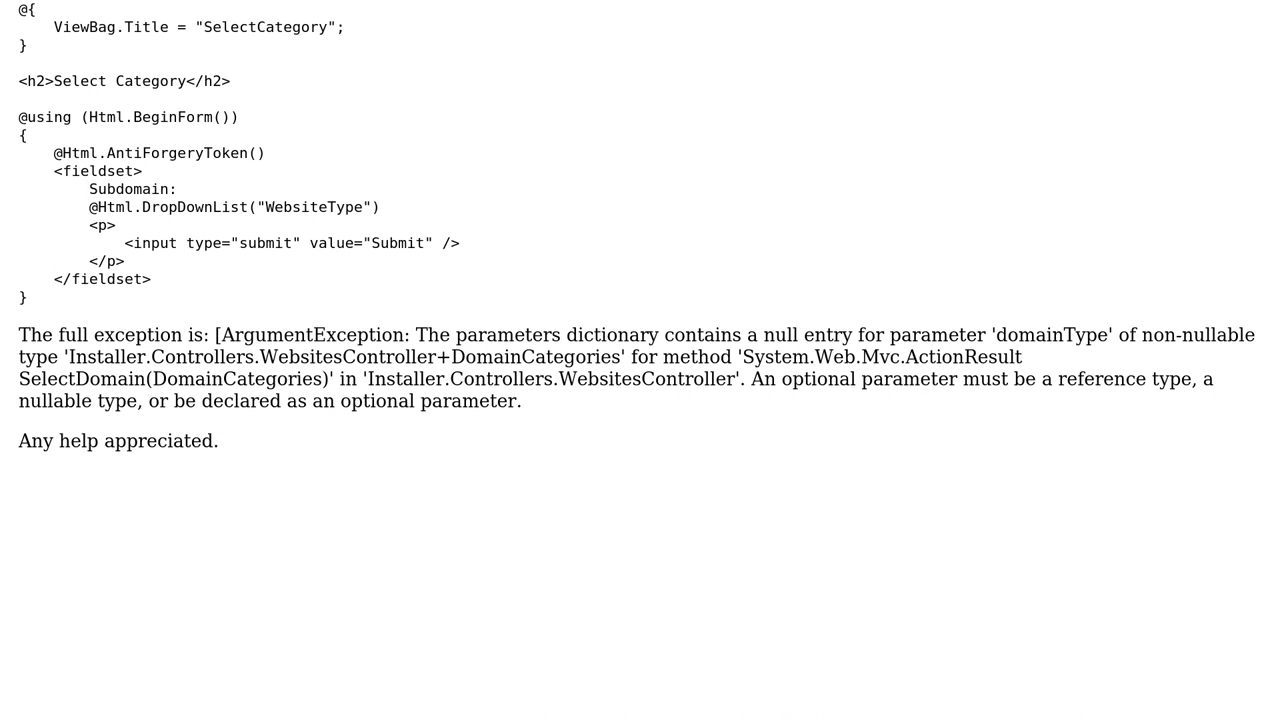 @{
    ViewBag.Title = "SelectCategory";
}
<h2>Select Category</h2>
@using (Html.BeginForm())
{
    @Html.AntiForgeryToken()
    <fieldset>
        Subdomain:
        @Html.DropDownList("WebsiteType")
        <p>
            <input type="submit" value="Submit" />
        </p>
    </fieldset>
}
The full exception is: [ArgumentException: The parameters dictionary contains a null entry for parameter 'domainType' of non-nullable
type 'Installer.Controllers.WebsitesController+DomainCategories' for method 'System.Web.Mvc.ActionResult
SelectDomain(DomainCategories)' in 'Installer.Controllers.WebsitesController'. An optional parameter must be a reference type, a
nullable type, or be declared as an optional parameter.
Any help appreciated.